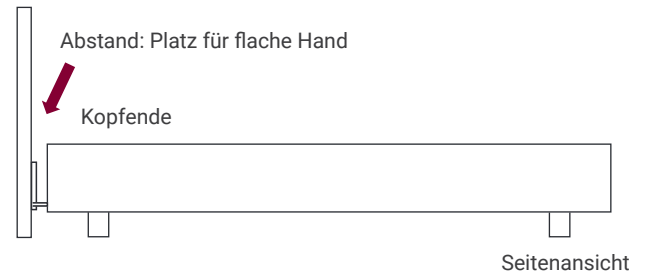 Abstand: Platz für flache Hand
Kopfende
Seitenansicht